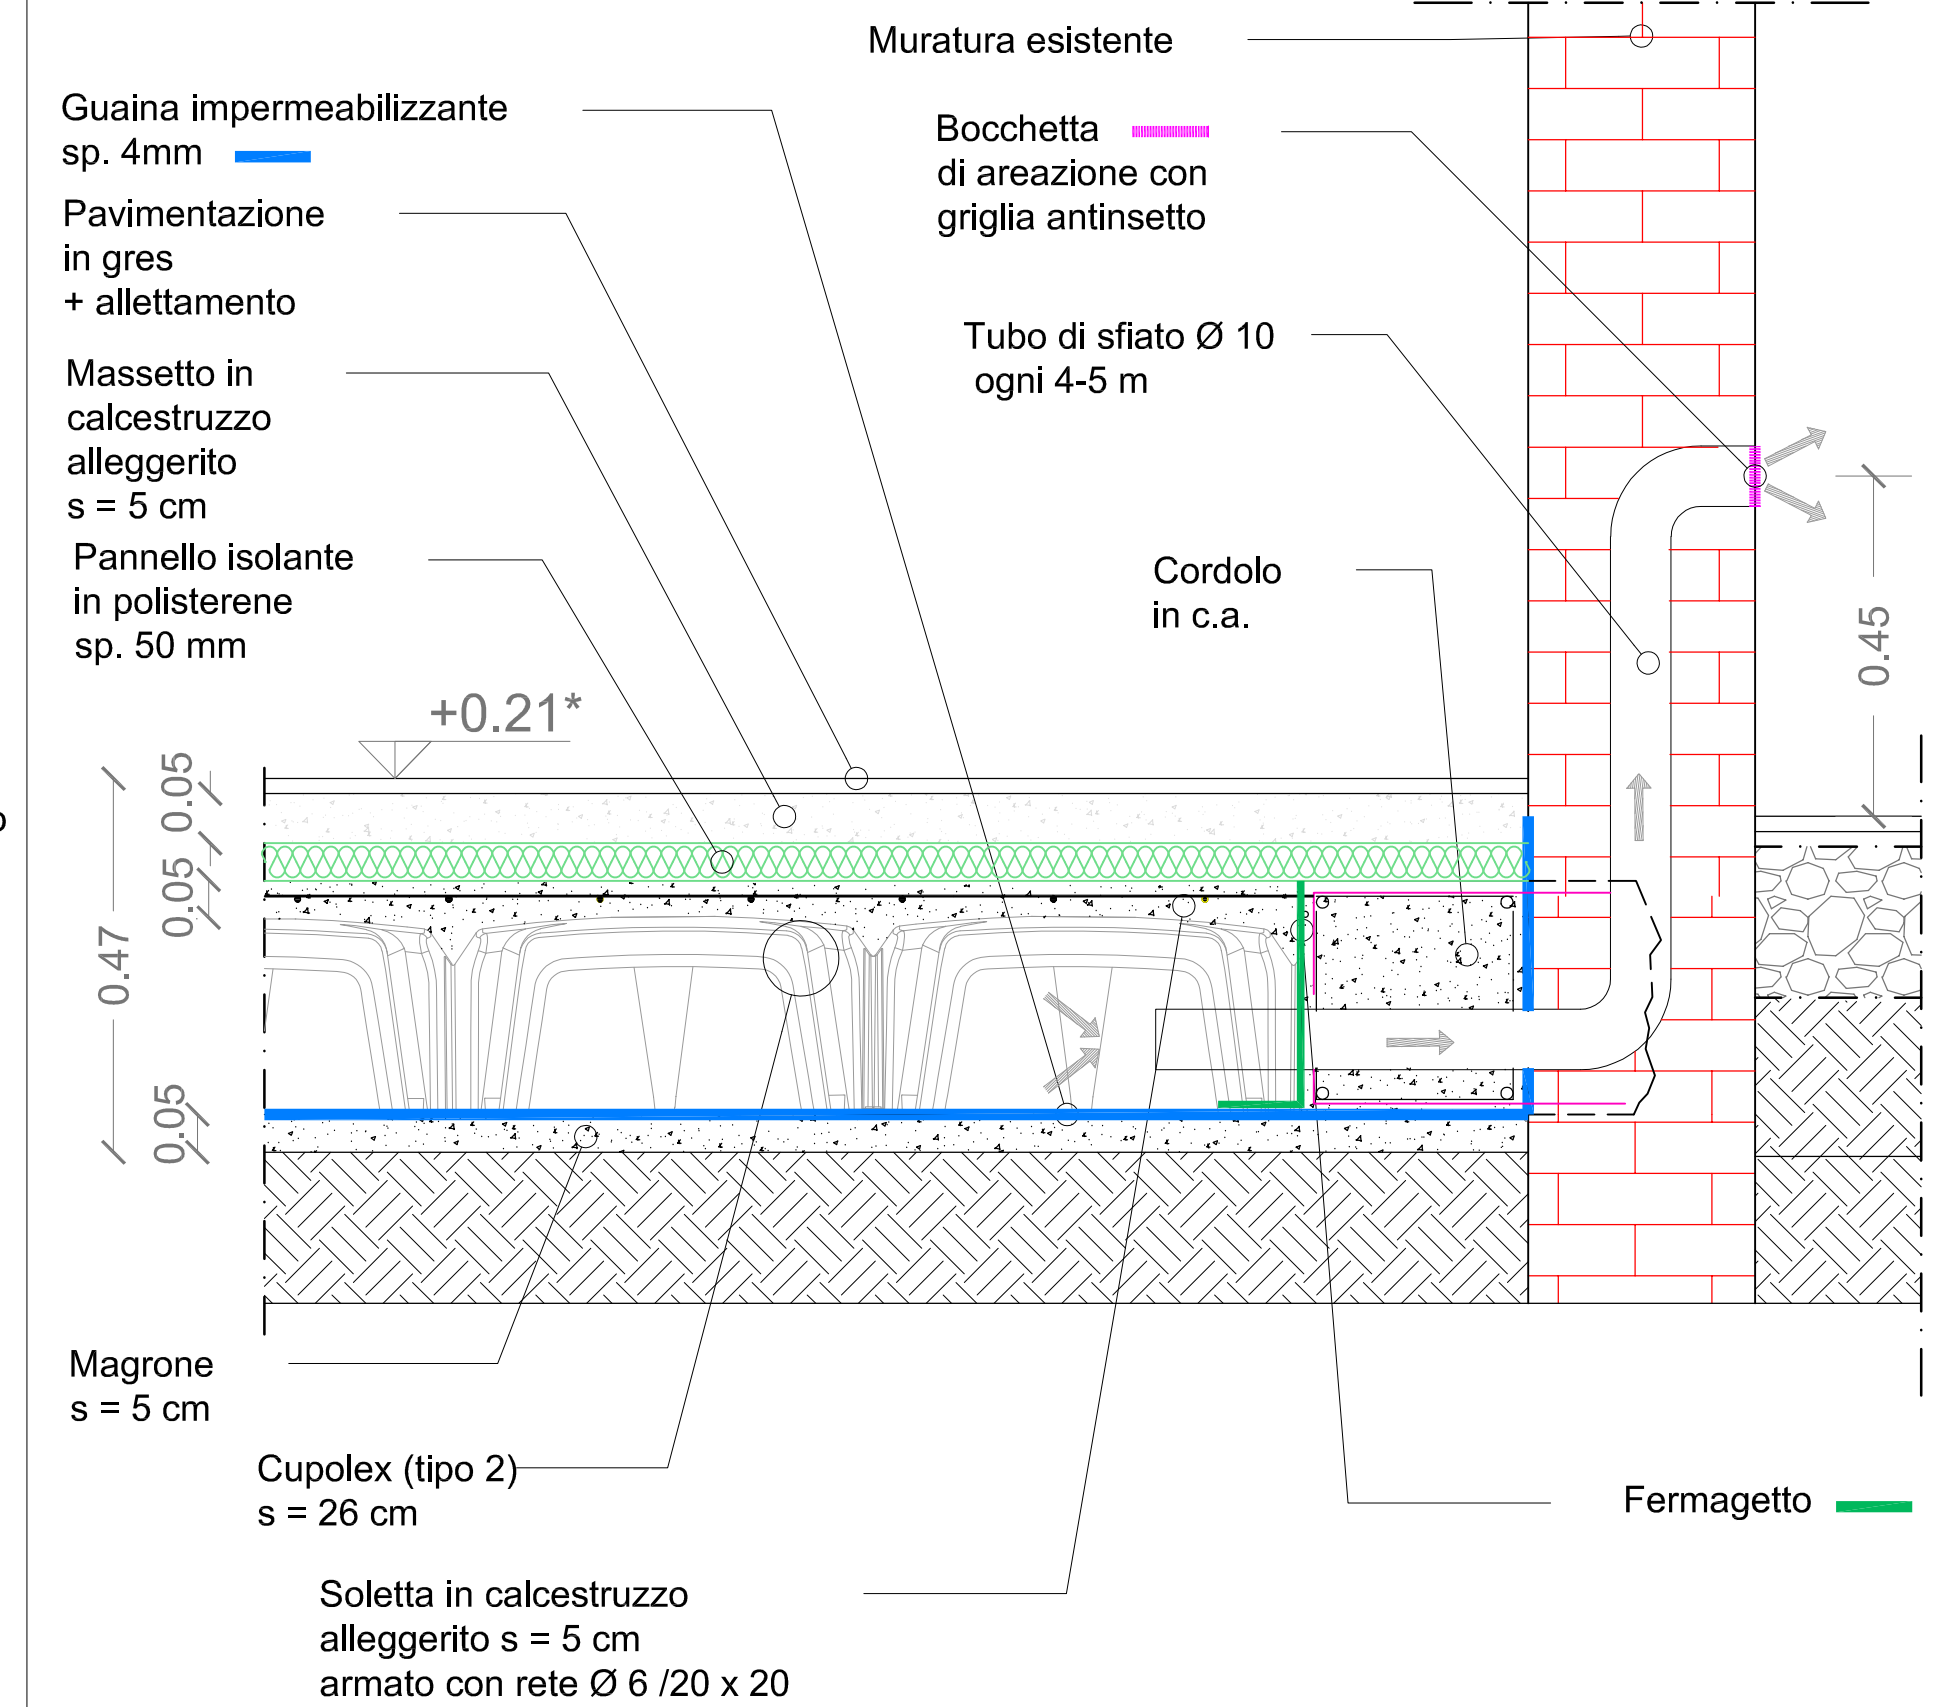 Muratura esistente
Guaina impermeabilizzante
sp. 4mm
Bocchetta
di areazione con
griglia antinsetto
Pavimentazione
in gres
+ allettamento
Tubo di sfiato Ø 10
ogni 4-5 m
Massetto in
calcestruzzo
alleggerito
s = 5 cm
Pannello isolante
in polisterene
sp. 50 mm
Cordolo
in c.a.
0.45
+0.21*
0.05
0.05
0.47
0.05
o
Magrone
s = 5 cm
Cupolex (tipo 2)
s = 26 cm
Fermagetto
Soletta in calcestruzzo
alleggerito s = 5 cm
armato con rete Ø 6 /20 x 20